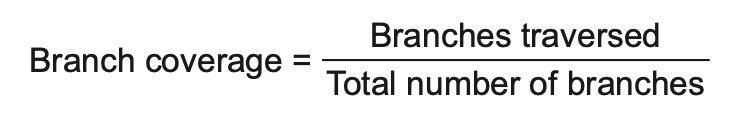 Branch coverage = Branches traversed
Total number of branches